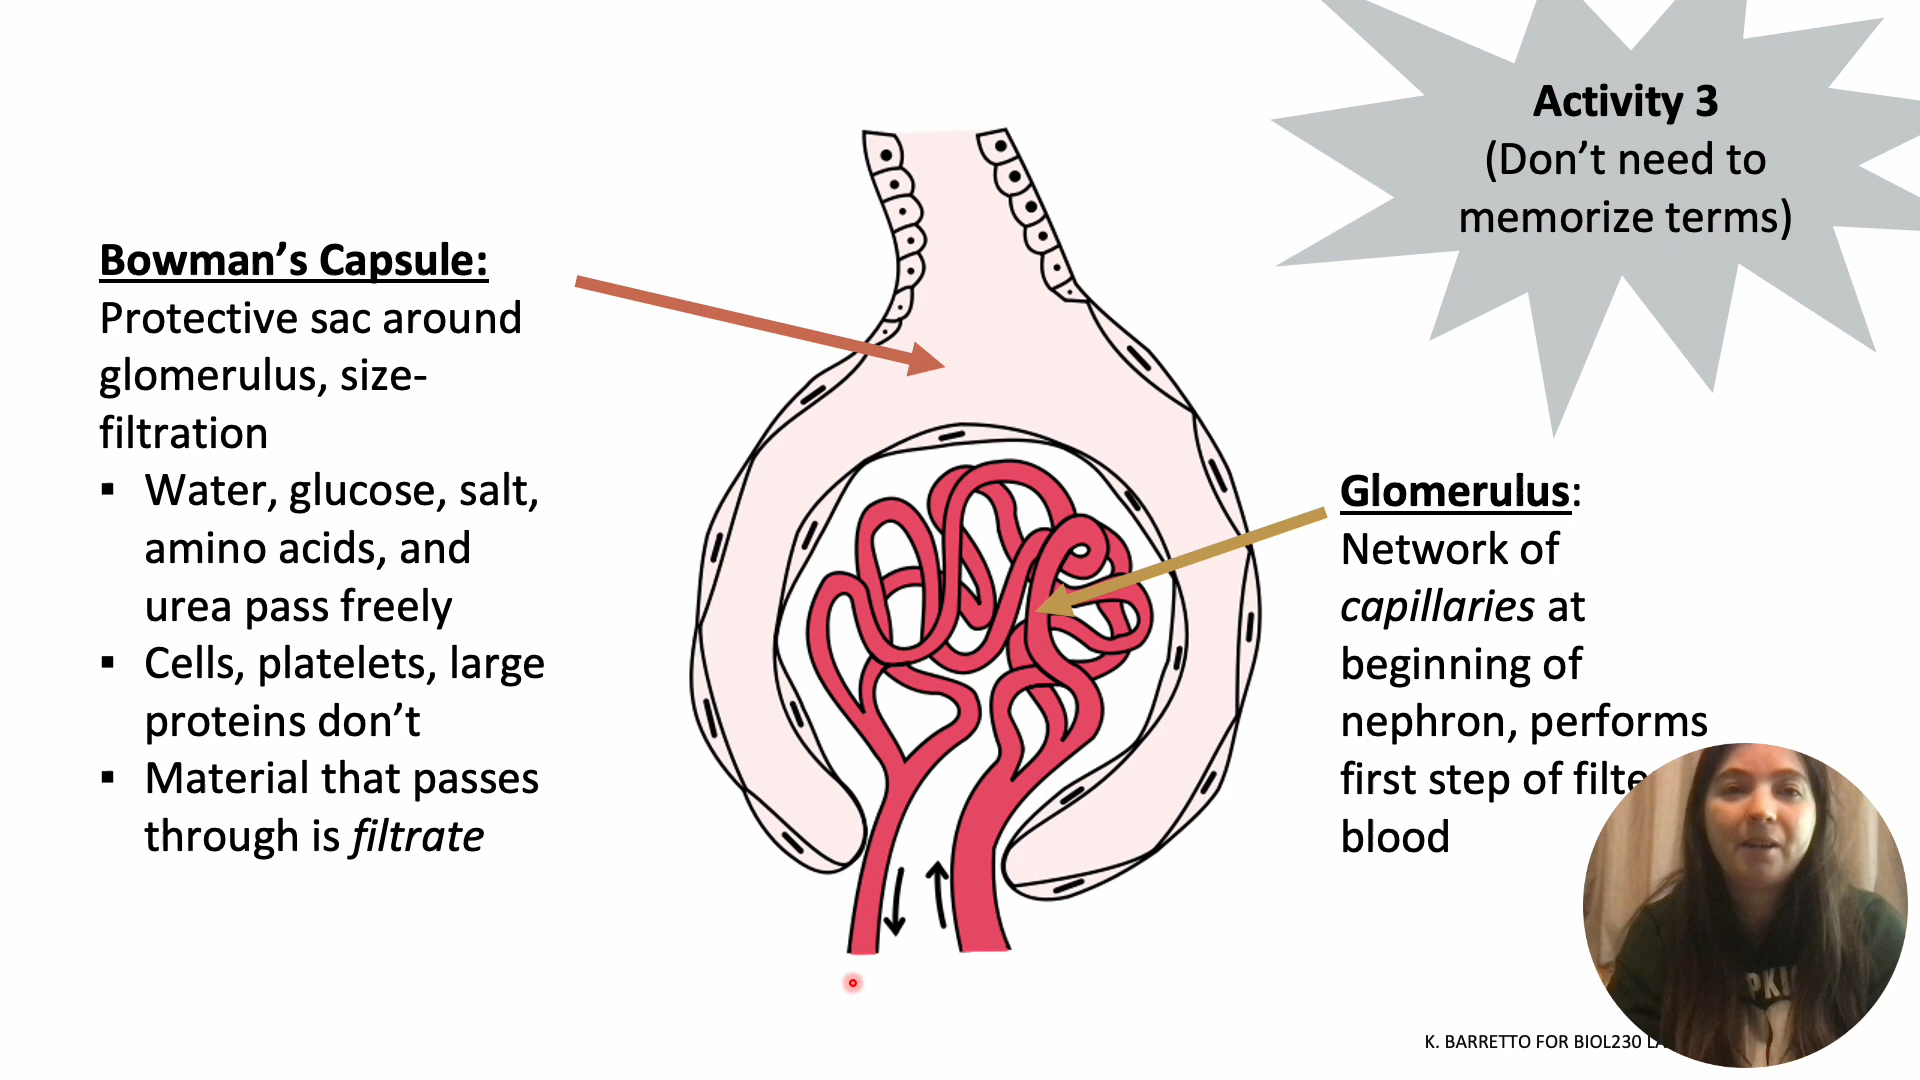 Activity 3
(Don’t need to
memorize terms)
Bowman’s Capsule:
Protective sac around
glomerulus, size-
filtration
▪ Water, glucose, salt,
amino acids, and
urea pass freely
▪ Cells, platelets, large
proteins don’t
▪ Material that passes
through is filtrate
Glomerulus:
Network of
capillaries at
beginning of
nephron, performs
first step of
blood
K. BARRETTO FOR BIOL230